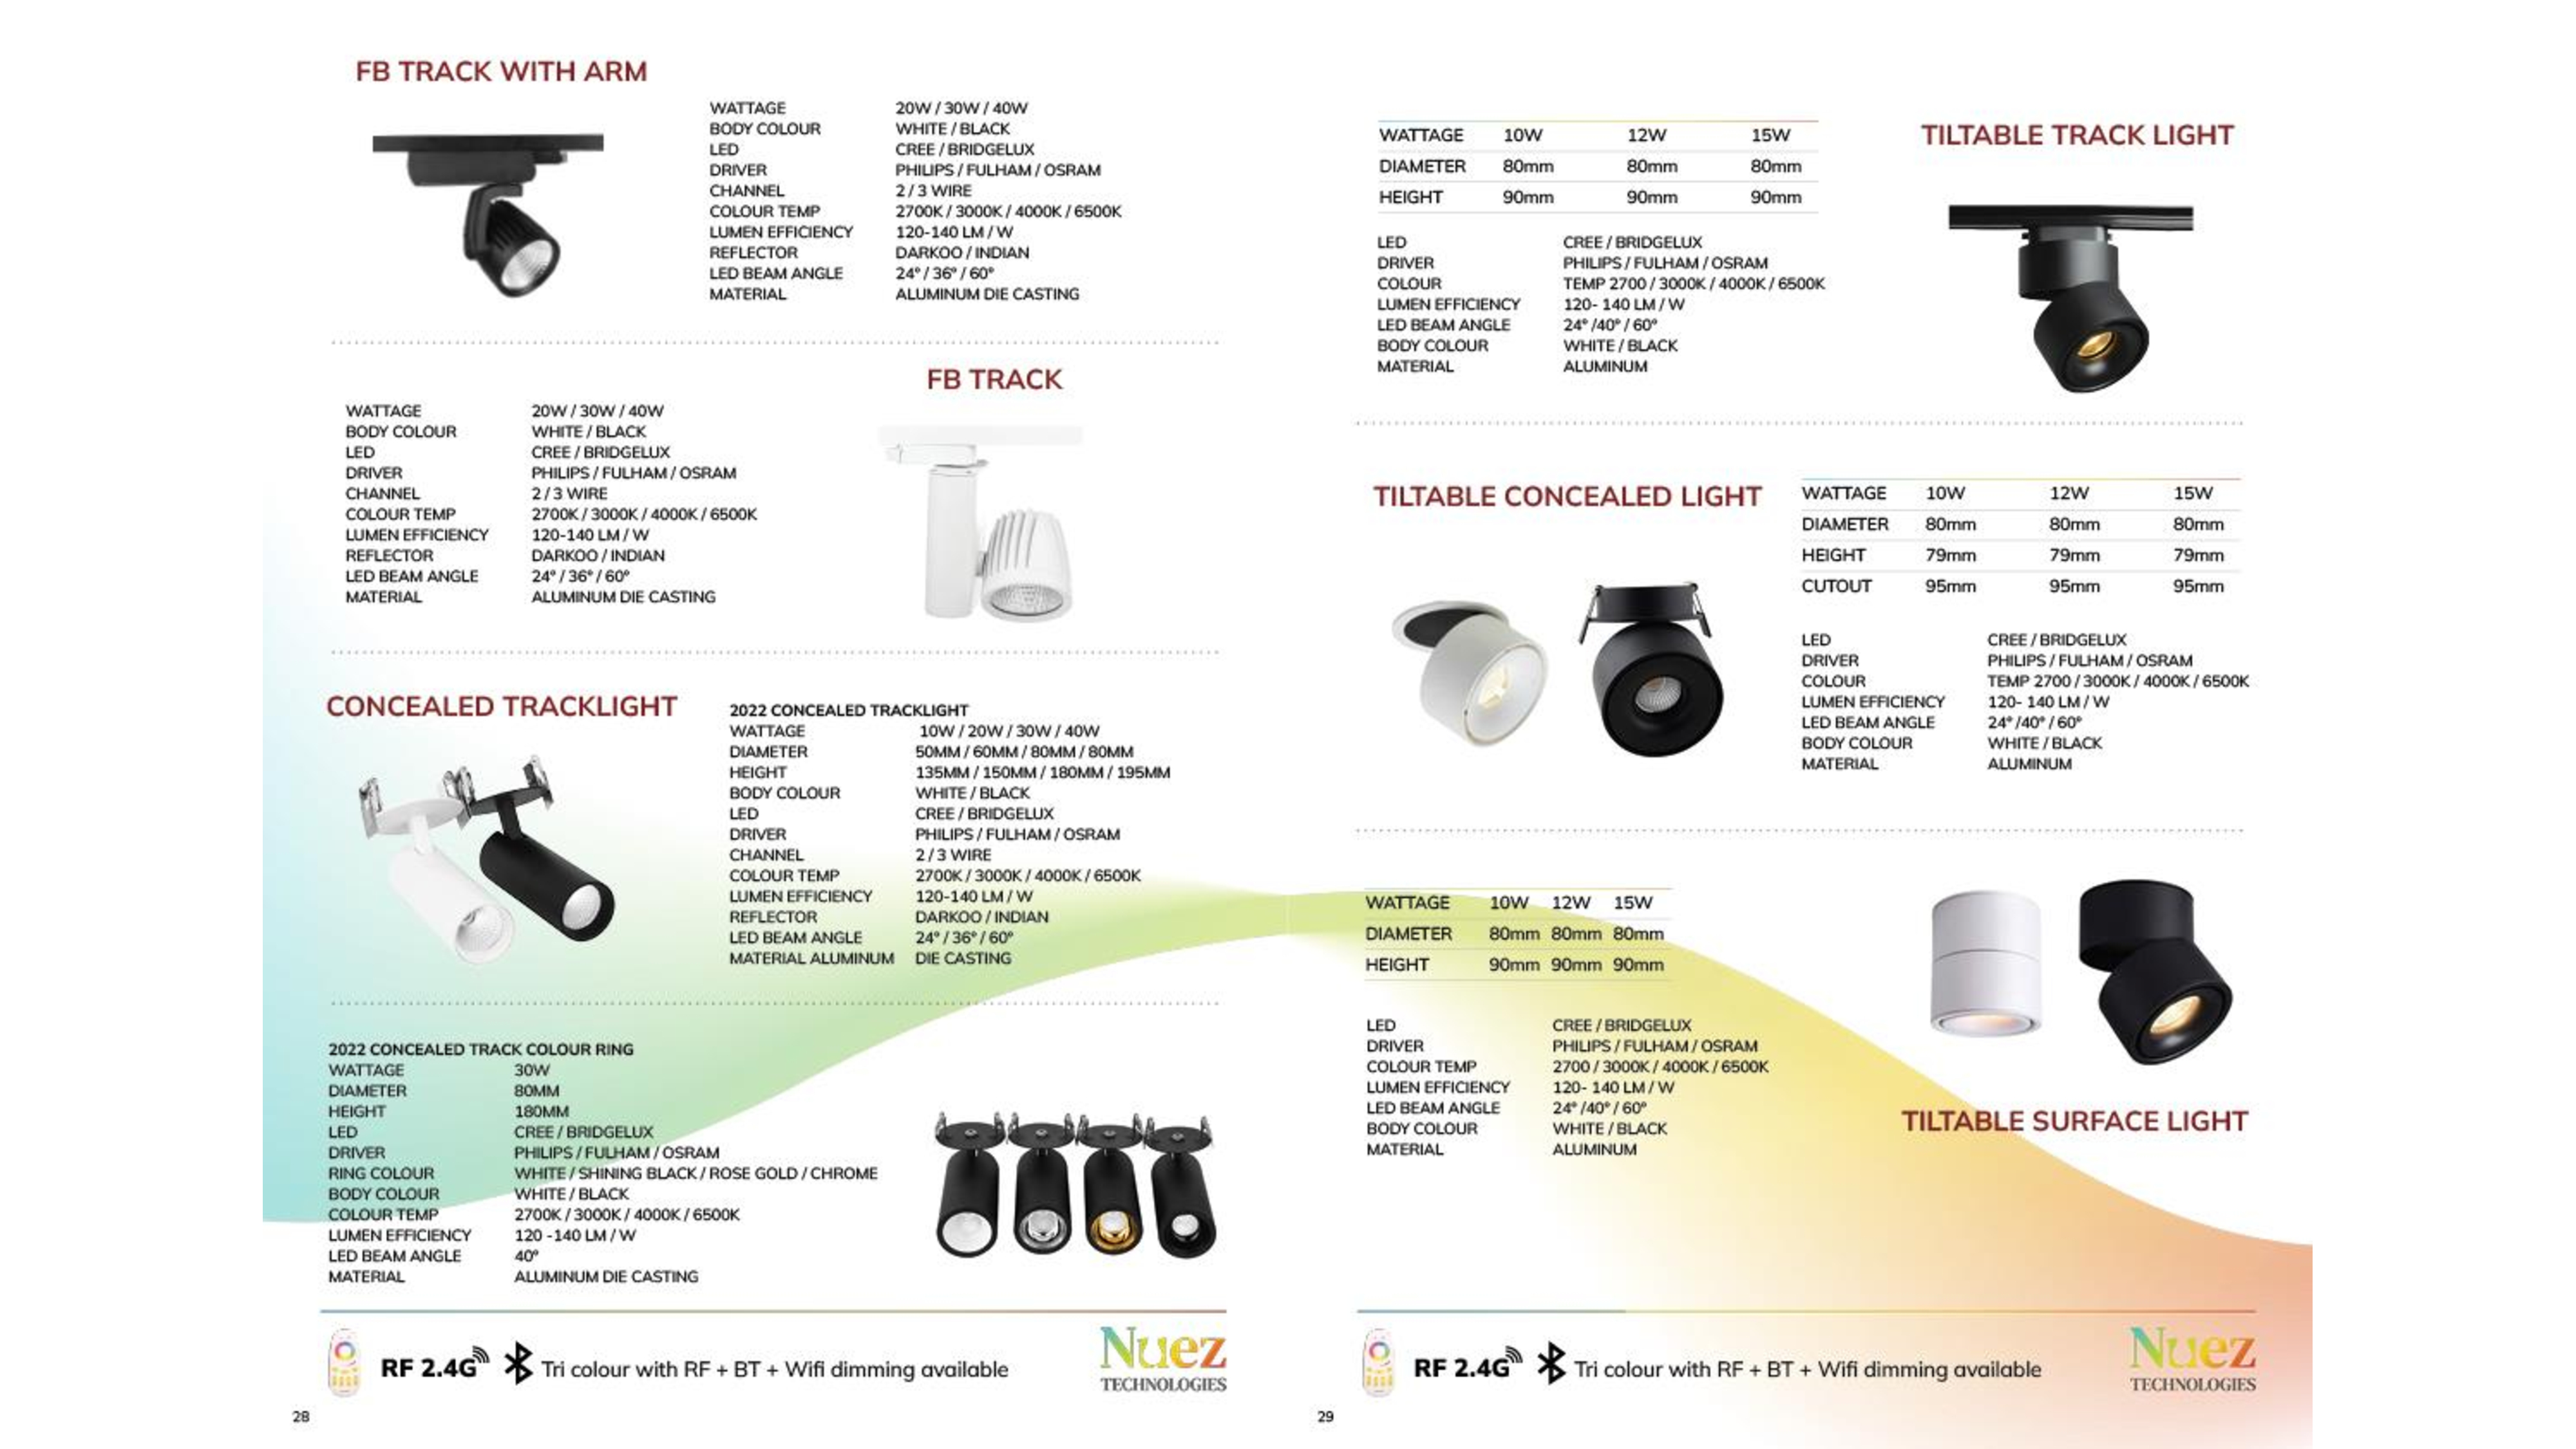 FB TRACK WITH ARM
WATTAGE 20W / 30W / 40W
BODY COLOUR WHITE / BLACK
LED CREE / BRIDGELUX
DRIVER PHILIPS / FULHAM / OSRAM
CHANNEL 2 / 3 WIRE
COLOUR TEMP 2700K / 3000K / 4000K / 6500K
LUMEN EFFICIENCY 120-140 LM / W
REFLECTOR DARKOO / INDIAN
LED BEAM ANGLE 24° / 36° / 60°
MATERIAL ALUMINUM DIE CASTING
FB TRACK
WATTAGE 20W / 30W / 40W
BODY COLOUR WHITE / BLACK
LED CREE / BRIDGELUX
DRIVER PHILIPS / FULHAM / OSRAM
CHANNEL 2 / 3 WIRE
COLOUR TEMP 2700K / 3000K / 4000K / 6500K
LUMEN EFFICIENCY 120-140 LM / W
REFLECTOR DARKOO / INDIAN
LED BEAM ANGLE 24° / 36° / 60°
MATERIAL ALUMINUM DIE CASTING
CONCEALED TRACKLIGHT
2022 CONCEALED TRACKLIGHT
WATTAGE 10W / 20W / 30W / 40W
DIAMETER 50MM / 60MM / 80MM / 80MM
HEIGHT 135MM / 150MM / 180MM / 195MM
BODY COLOUR WHITE / BLACK
LED CREE / BRIDGELUX
DRIVER PHILIPS / FULHAM / OSRAM
CHANNEL 2 / 3 WIRE
COLOUR TEMP 2700K / 3000K / 4000K / 6500K
LUMEN EFFICIENCY 120-140 LM / W
REFLECTOR DARKOO / INDIAN
LED BEAM ANGLE 24° / 36° / 60°
MATERIAL ALUMINUM DIE CASTING
2022 CONCEALED TRACK COLOUR RING
WATTAGE 30W
DIAMETER 80MM
HEIGHT 180MM
LED CREE / BRIDGELUX
DRIVER PHILIPS / FULHAM / OSRAM
RING COLOUR WHITE / SHINING BLACK / ROSE GOLD / CHROME
BODY COLOUR WHITE / BLACK
COLOUR TEMP 2700K / 3000K / 4000K / 6500K
LUMEN EFFICIENCY 120 -140 LM / W
LED BEAM ANGLE 40°
MATERIAL ALUMINUM DIE CASTING
RF 2.4G Tri colour with RF + BT + Wifi dimming available
Nuez
TECHNOLOGIES
28
TILTABLE TRACK LIGHT
WATTAGE 10W 12W 15W
DIAMETER 80mm 80mm 80mm
HEIGHT 90mm 90mm 90mm
LED CREE / BRIDGELUX
DRIVER PHILIPS / FULHAM / OSRAM
COLOUR TEMP 2700 / 3000K / 4000K / 6500K
LUMEN EFFICIENCY 120- 140 LM / W
LED BEAM ANGLE 24° /40° / 60°
BODY COLOUR WHITE / BLACK
MATERIAL ALUMINUM
TILTABLE CONCEALED LIGHT
WATTAGE 10W 12W 15W
DIAMETER 80mm 80mm 80mm
HEIGHT 79mm 79mm 79mm
CUTOUT 95mm 95mm 95mm
LED CREE / BRIDGELUX
DRIVER PHILIPS / FULHAM / OSRAM
COLOUR TEMP 2700 / 3000K / 4000K / 6500K
LUMEN EFFICIENCY 120- 140 LM / W
LED BEAM ANGLE 24° /40° / 60°
BODY COLOUR WHITE / BLACK
MATERIAL ALUMINUM
WATTAGE 10W 12W 15W
DIAMETER 80mm 80mm 80mm
HEIGHT 90mm 90mm 90mm
LED CREE / BRIDGELUX
DRIVER PHILIPS / FULHAM / OSRAM
COLOUR TEMP 2700 / 3000K / 4000K / 6500K
LUMEN EFFICIENCY 120- 140 LM / W
LED BEAM ANGLE 24° /40° / 60°
BODY COLOUR WHITE / BLACK
MATERIAL ALUMINUM
TILTABLE SURFACE LIGHT
RF 2.4G Tri colour with RF + BT + Wifi dimming available
Nuez
TECHNOLOGIES
29